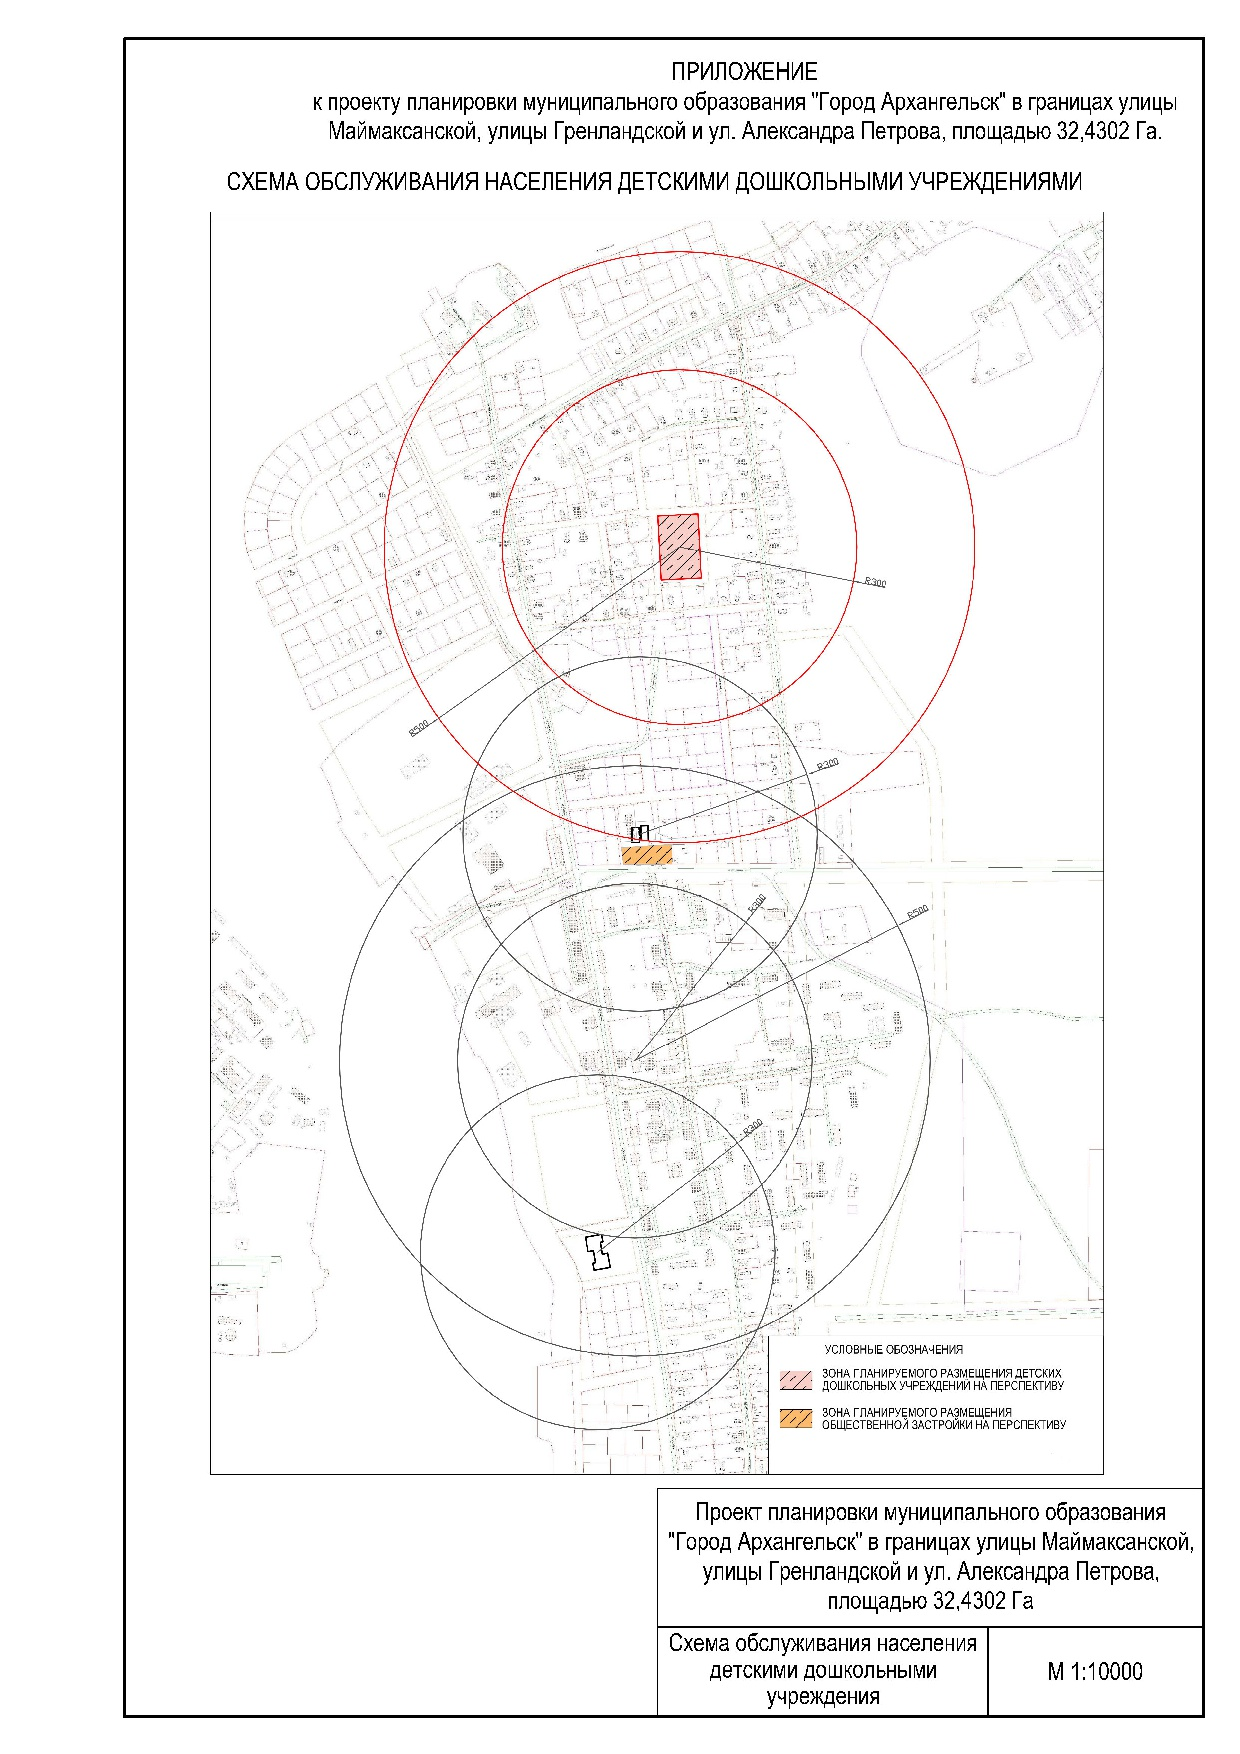 ПРИЛОЖЕНИЕ
к проекту планировки муниципального образования "Город Архангельск" в границах улицы
Маймаксанской, улицы Гренландской и ул. Александра Петрова, площадью 32,4302 Га.
СХЕМА ОБСЛУЖИВАНИЯ НАСЕЛЕНИЯ ДЕТСКИМИ ДОШКОЛЬНЫМИ УЧРЕЖДЕНИЯМИ
R300
R500
R300
R300
R500
R300
УСЛОВНЫЕ ОБОЗНАЧЕНИЯ
ЗОНА ПЛАНИРУЕМОГО РАЗМЕЩЕНИЯ ДЕТСКИХ
ДОШКОЛЬНЫХ УЧРЕЖДЕНИЙ НА ПЕРСПЕКТИВУ
ЗОНА ПЛАНИРУЕМОГО РАЗМЕЩЕНИЯ
ОБЩЕСТВЕННОЙ ЗАСТРОЙКИ НА ПЕРСПЕКТИВУ
Проект планировки муниципального образования
"Город Архангельск" в границах улицы Маймаксанской,
улицы Гренландской и ул. Александра Петрова,
площадью 32,4302 Га
Схема обслуживания населения
детскими дошкольными
учреждения
М 1:10000